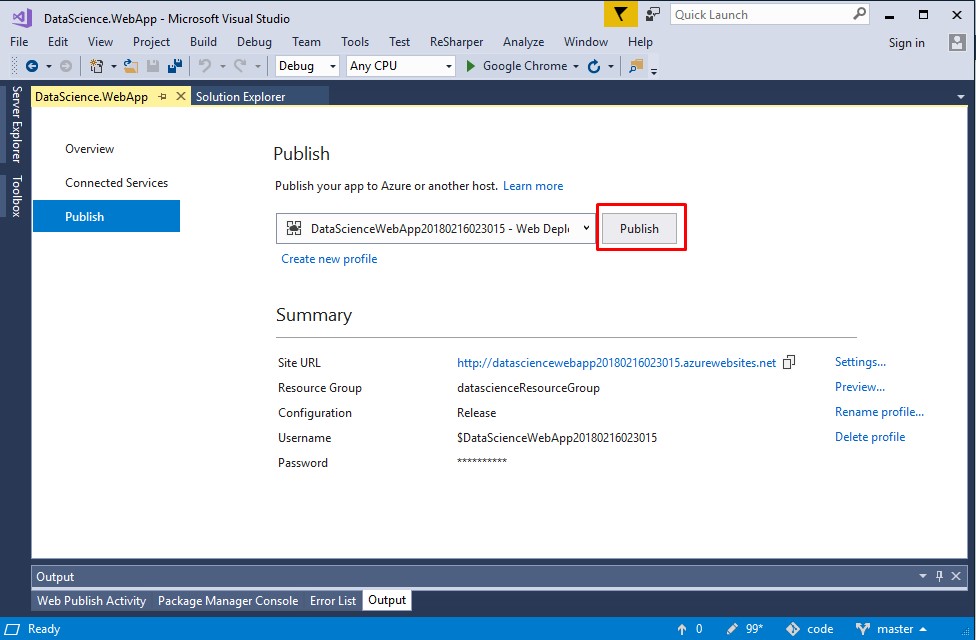 DataScience.WebApp - Microsoft Visual Studio
Quick Launch
File Edit View Project Build Debug Team Tools Test ReSharper Analyze Window Help
Sign in
Debug Any CPU Google Chrome
Server Explorer
Toolbox
DataScience.WebApp Solution Explorer
Overview
Connected Services
Publish
Publish
Publish your app to Azure or another host. Learn more
DataScienceWebApp20180216023015 - Web Deplo
Publish
Create new profile
Summary
Site URL http://datasciencewebapp20180216023015.azurewebsites.net Settings...
Resource Group datascienceResourceGroup Preview...
Configuration Release Rename profile...
Username $DataScienceWebApp20180216023015 Delete profile
Password **********
Output
Web Publish Activity Package Manager Console Error List Output
Ready 0 99* code master